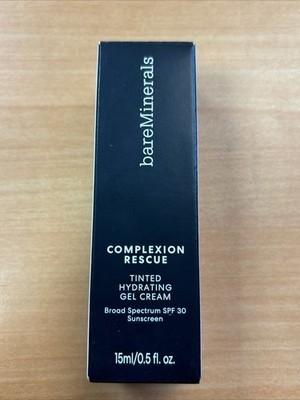 bareMinerals
COMPLEXION
RESCUE
TINTED
HYDRATING
GEL CREAM
Broad Spectrum SPF 30
Sunscreen
15ml/0.5 fl. oz.